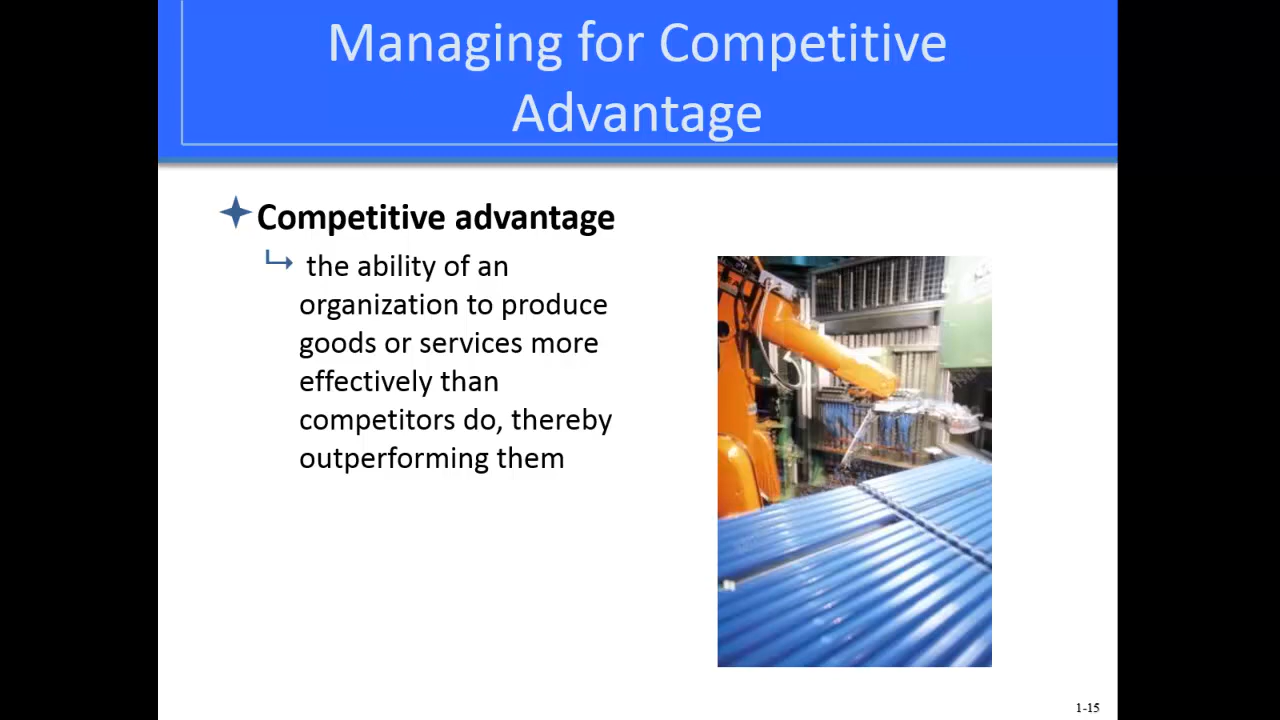 Managing for Competitive
Advantage
Competitive advantage
the ability of an
organization to produce
goods or services more
effectively than
competitors do, thereby
outperforming them
1-15